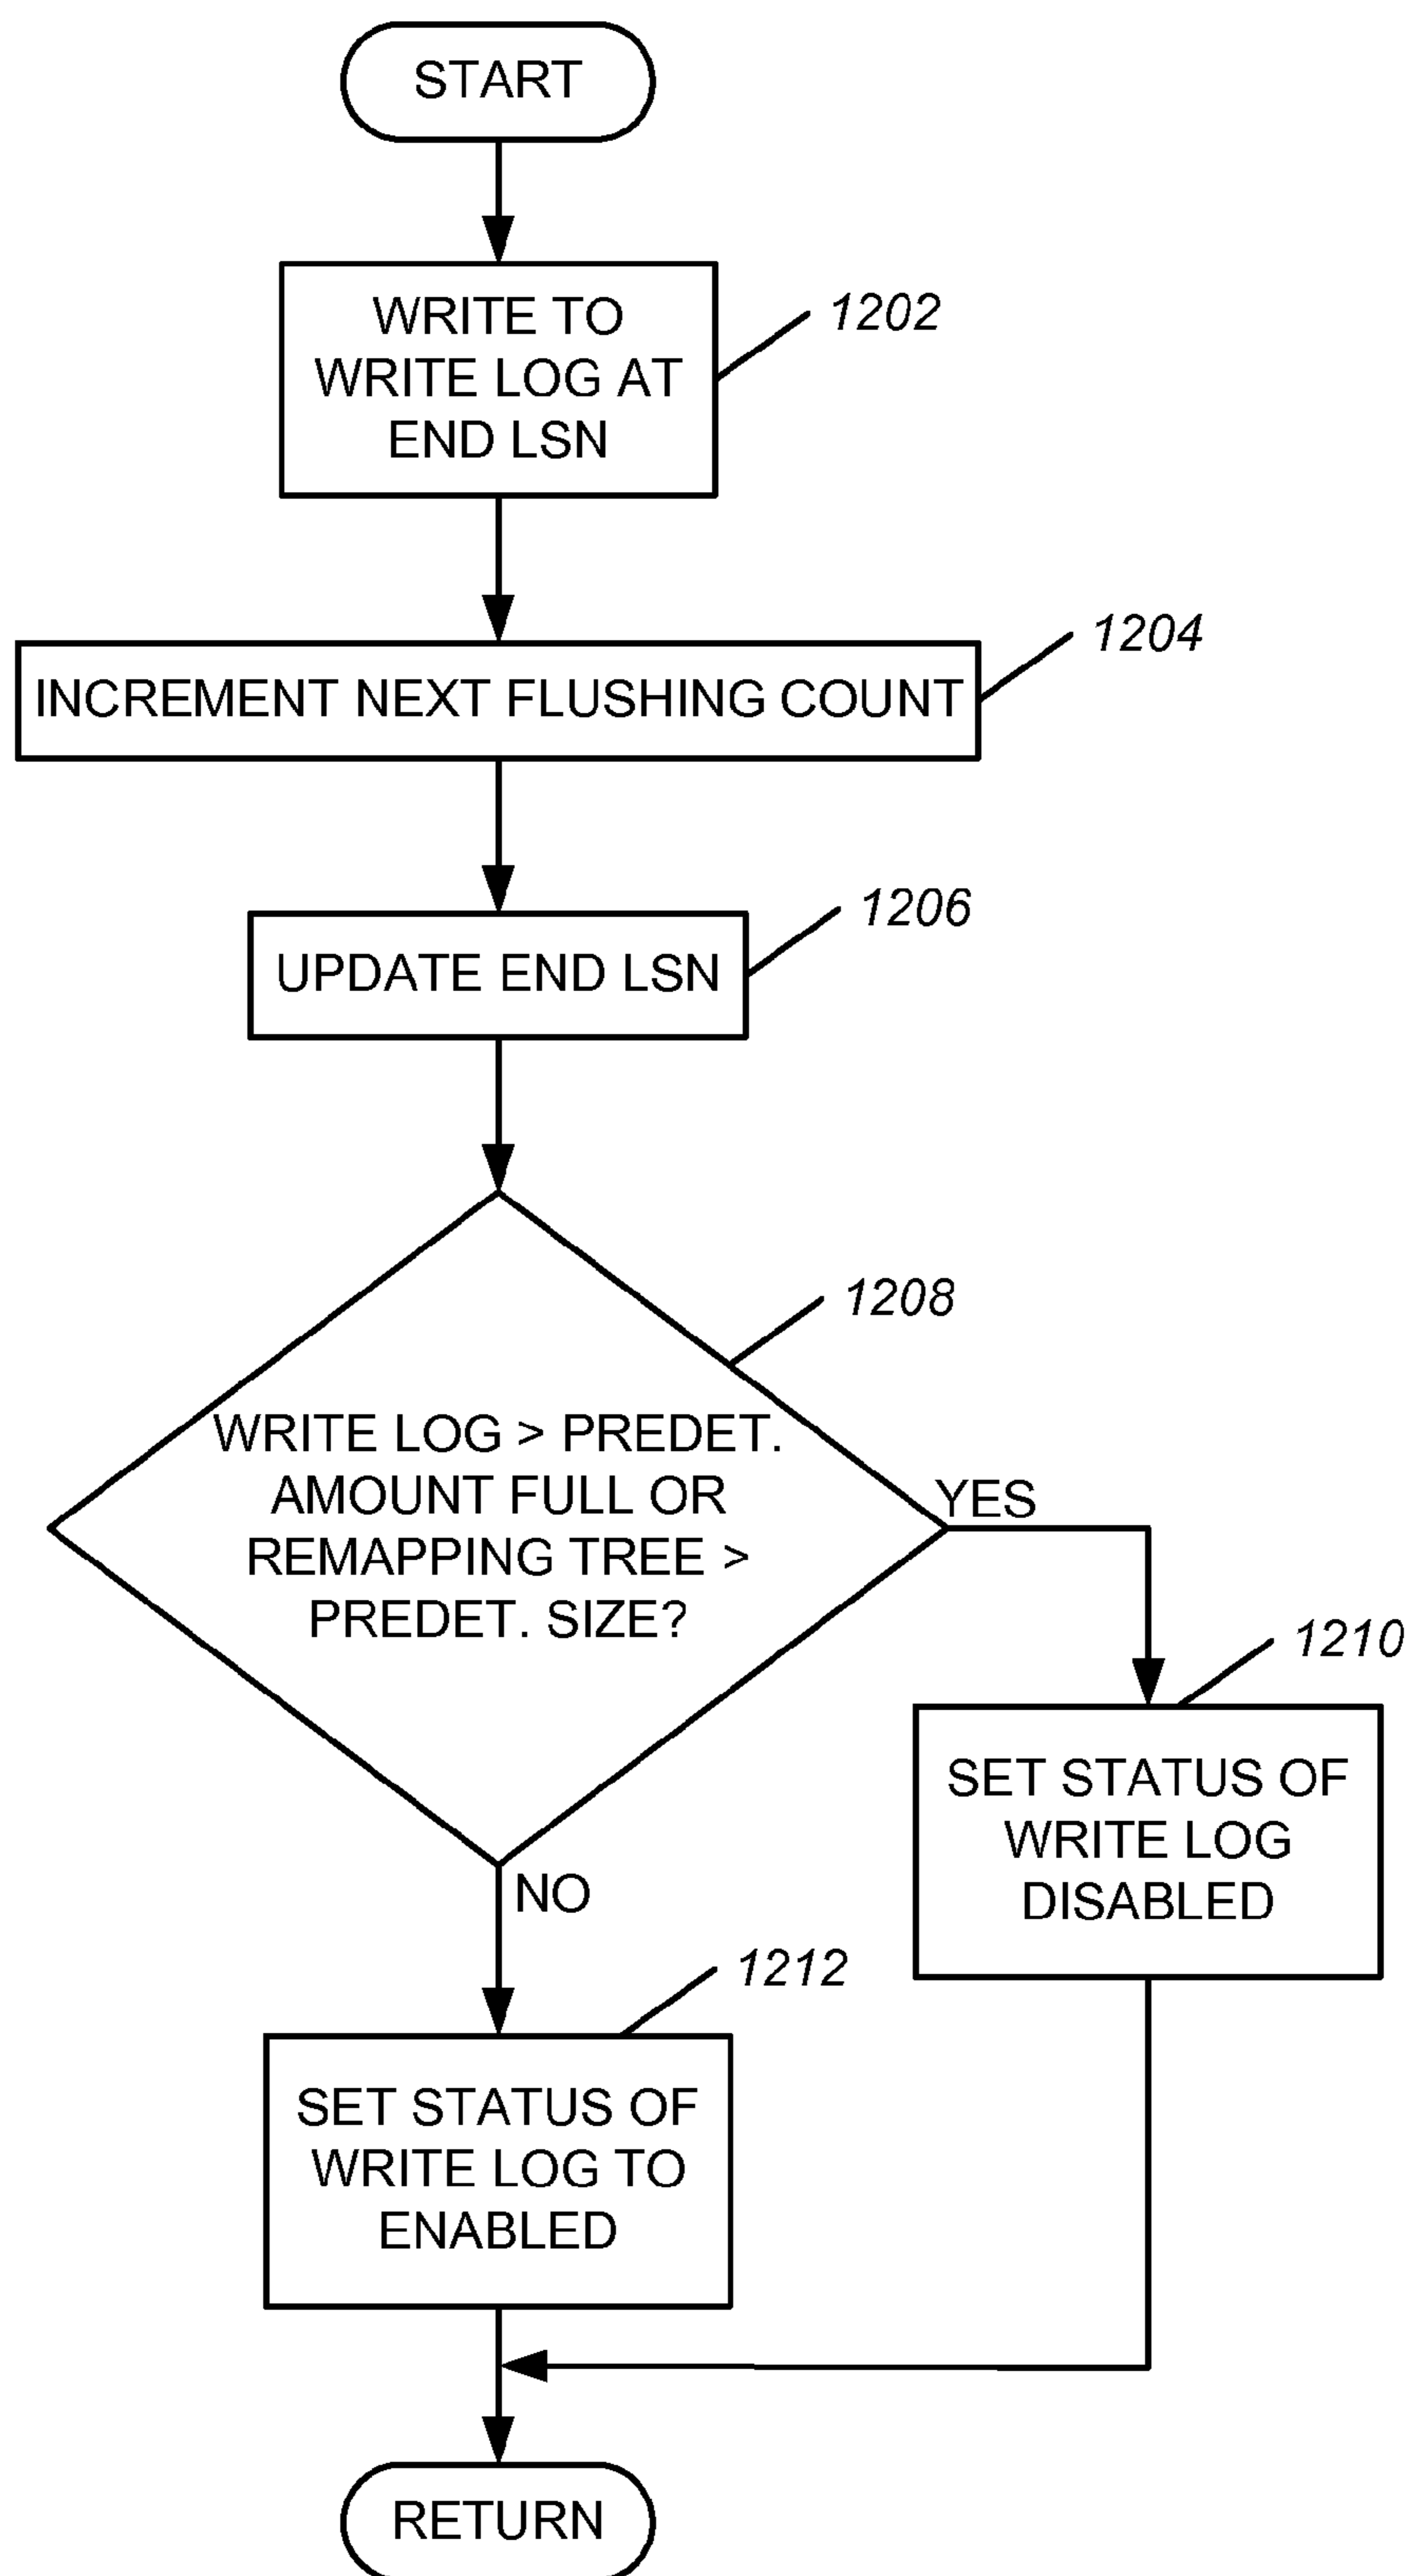 START
WRITE TO
WRITE LOG AT
END LSN
1202
INCREMENT NEXT FLUSHING COUNT
1204
UPDATE END LSN
1206
WRITE LOG > PREDET.
AMOUNT FULL OR
REMAPPING TREE >
PREDET. SIZE?
1208
YES
SET STATUS OF
WRITE LOG
DISABLED
1210
NO
SET STATUS OF
WRITE LOG TO
ENABLED
1212
RETURN